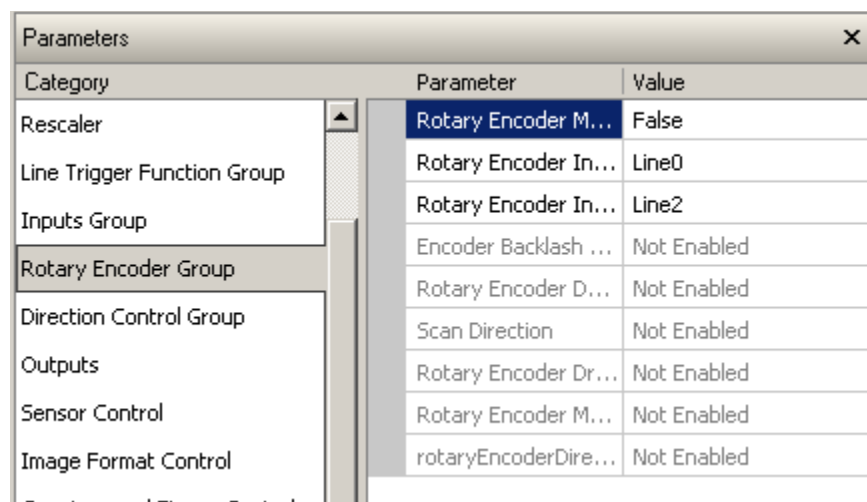 Parameters
Category Parameter Value
Rescaler
Line Trigger Function Group
Inputs Group
Rotary Encoder Group
Direction Control Group
Outputs
Sensor Control
Image Format Control
Rotary Encoder M... False
Rotary Encoder In... Line0
Rotary Encoder In... Line2
Encoder Backlash ... Not Enabled
Rotary Encoder D... Not Enabled
Scan Direction Not Enabled
Rotary Encoder Dr... Not Enabled
Rotary Encoder M... Not Enabled
rotaryEncoderDire... Not Enabled